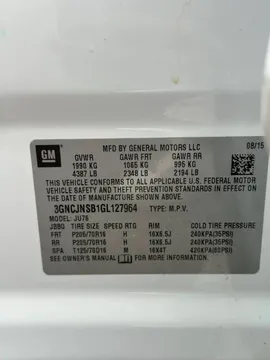 GM
MFD BY GENERAL MOTORS LLC
08/15
GVWR GAWR FRT GAWR RR
1990 KG 1065 KG 995 KG
4387 LB 2348 LB 2194 LB
THIS VEHICLE CONFORMS TO ALL APPLICABLE U.S. FEDERAL MOTOR
VEHICLE SAFETY AND THEFT PREVENTION STANDARDS IN EFFECT ON THE
DATE OF MANUFACTURE SHOWN ABOVE.
3GNCJNSB1GL127964 TYPE: M.P.V.
MODEL: JU76
TIRE SIZE SPEED RTG RIM COLD TIRE PRESSURE
FRT P205/70R16 H 16X6.5J 240KPA(35PSI)
RR P205/70R16 H 16X6.5J 240KPA(35PSI)
SPA T125/70D16 M 16X4T 420KPA(60PSI)
SEE OWNER'S MANUAL FOR ADDITIONAL INFORMATION